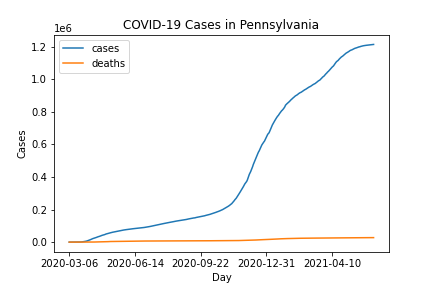 COVID-19 Cases in Pennsylvania
1e6
cases
deaths
1.2
1.0
0.8
0.6
0.4
0.2
0.0
Cases
2020-03-06 2020-06-14 2020-09-22 2020-12-31 2021-04-10
Day